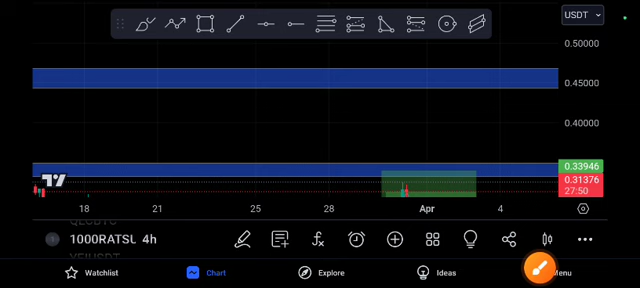 USDT
0.50000
0.45000
0.40000
0.33946
0.31376
27:50
18 21 25 28 Apr 4
1000RATSU 4h
YFIUSDT
Watchlist Chart Explore Ideas Menu